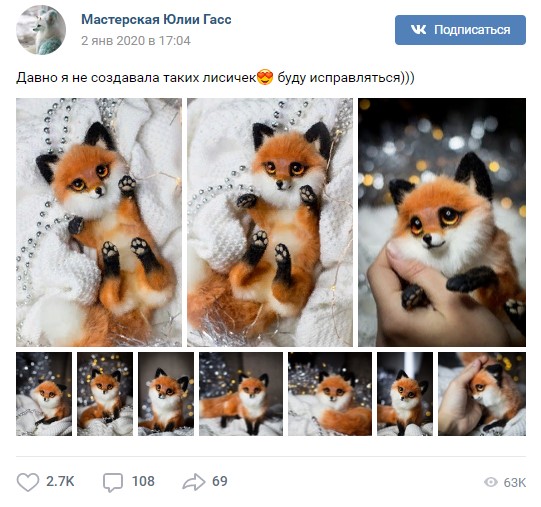 Мастерская Юлии Гасс
2 янв 2020 в 17:04
Подписаться
Давно я не создавала таких лисичек😍 буду исправляться)))
2.7K
108
69
63K